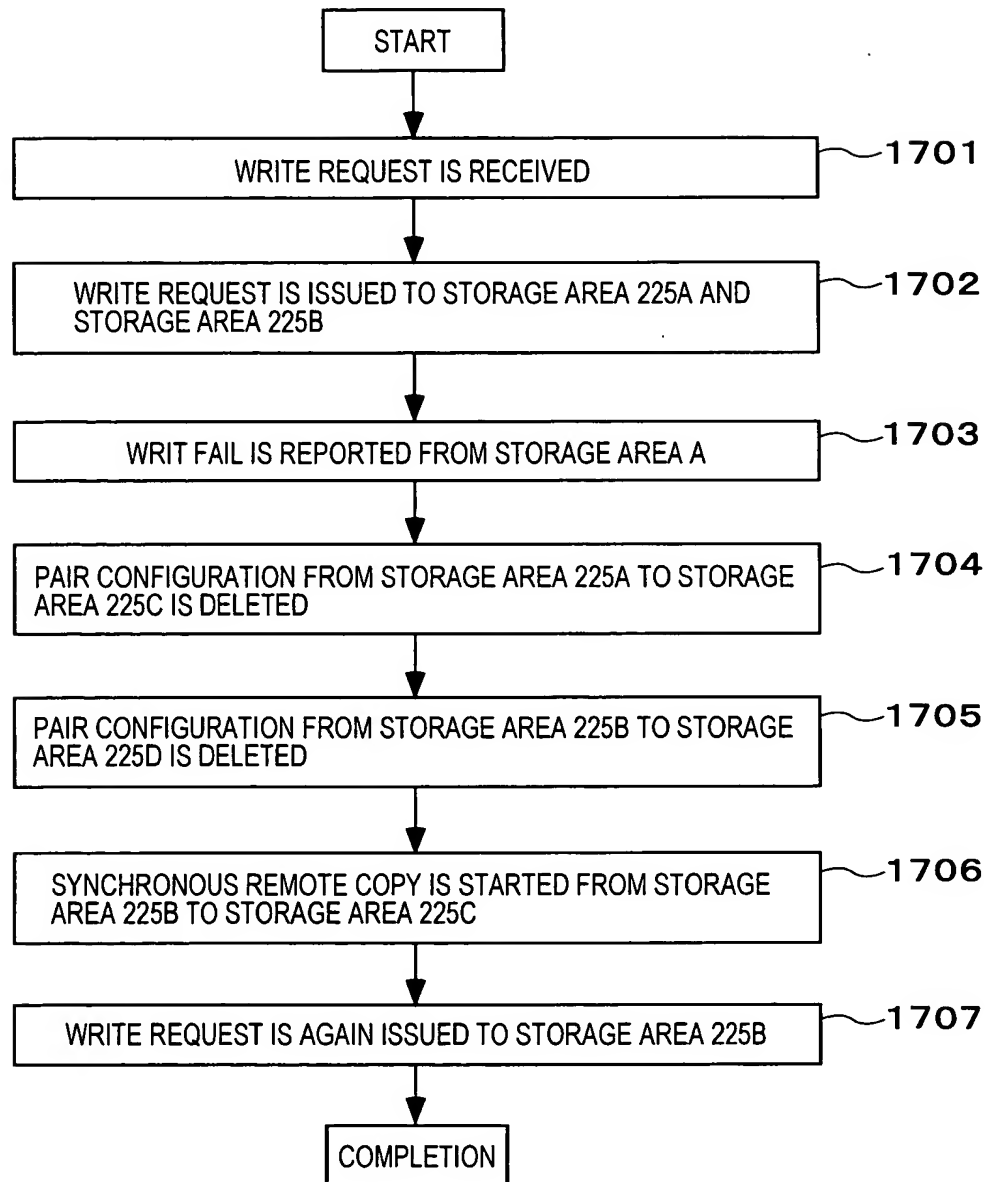 START
WRITE REQUEST IS RECEIVED
1701
WRITE REQUEST IS ISSUED TO STORAGE AREA 225A AND
STORAGE AREA 225B
1702
WRIT FAIL IS REPORTED FROM STORAGE AREA A
1703
PAIR CONFIGURATION FROM STORAGE AREA 225A TO STORAGE
AREA 225C IS DELETED
1704
PAIR CONFIGURATION FROM STORAGE AREA 225B TO STORAGE
AREA 225D IS DELETED
1705
SYNCHRONOUS REMOTE COPY IS STARTED FROM STORAGE
AREA 225B TO STORAGE AREA 225C
1706
WRITE REQUEST IS AGAIN ISSUED TO STORAGE AREA 225B
1707
COMPLETION